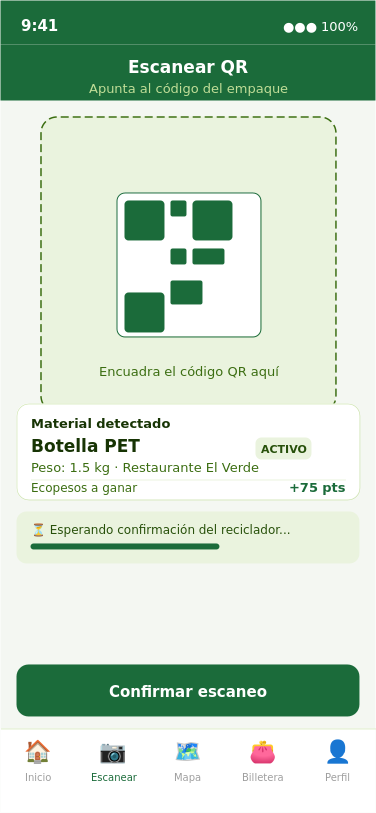 9:41 ●●● 100%
Escanear QR
Apunta al código del empaque
Encuadra el código QR aquí
Material detectado
Botella PET ACTIVO
Peso: 1.5 kg · Restaurante El Verde
Ecopesos a ganar +75 pts
⏳ Esperando confirmación del reciclador...
Confirmar escaneo
Inicio Escanear Mapa Billetera Perfil